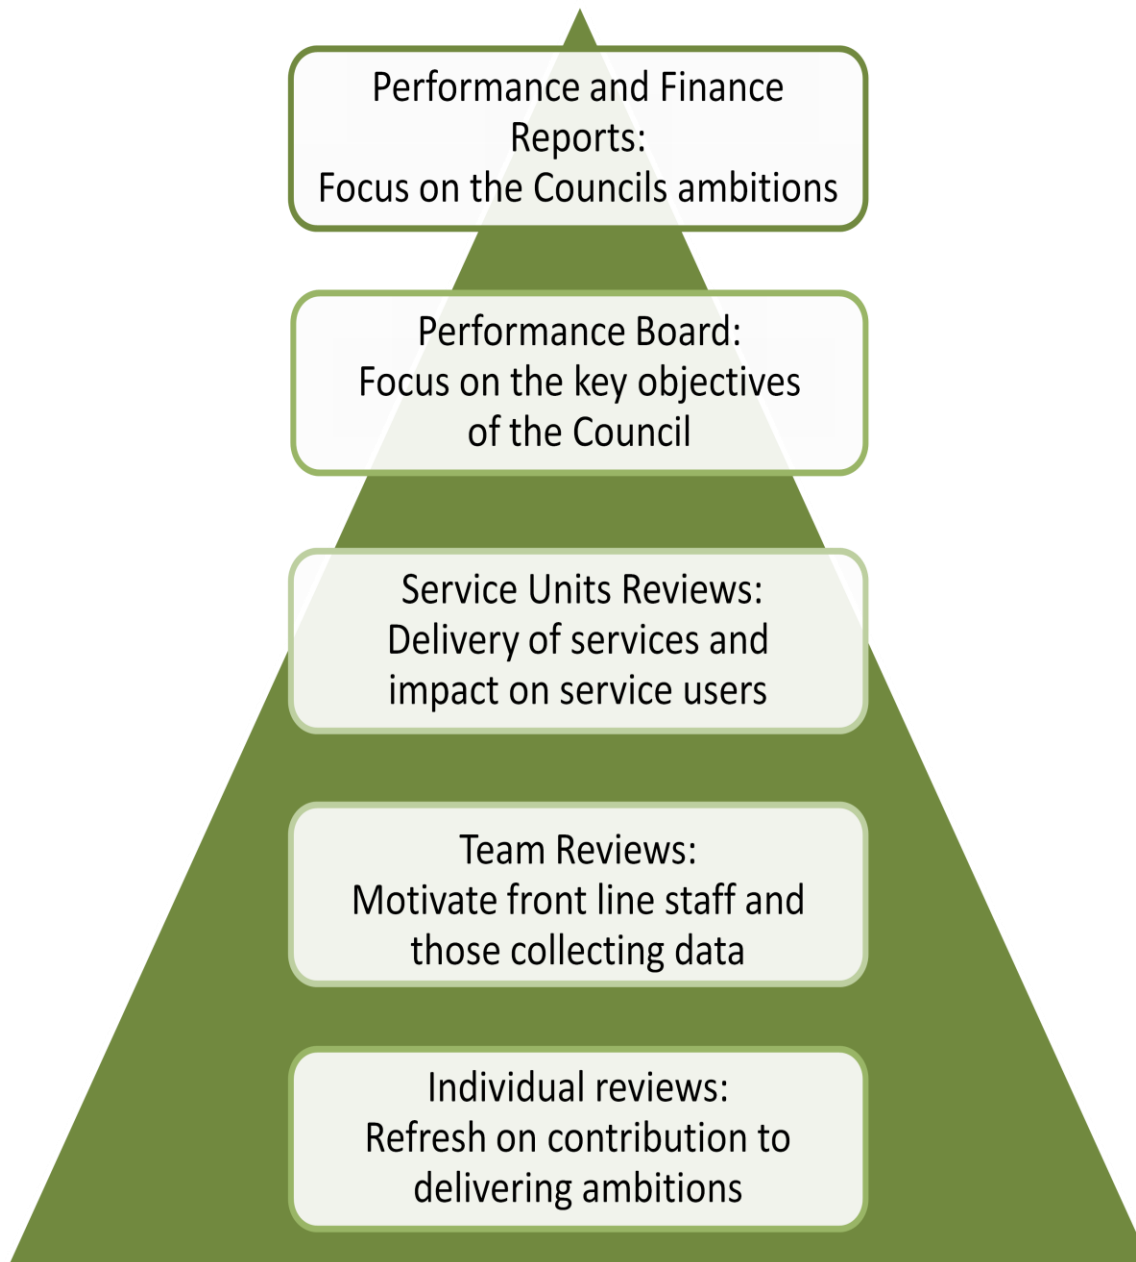 Performance and Finance
Reports:
Focus on the Councils ambitions
Performance Board:
Focus on the key objectives
of the Council
Service Units Reviews:
Delivery of services and
impact on service users
Team Reviews:
Motivate front line staff and
those collecting data
Individual reviews:
Refresh on contribution to
delivering ambitions